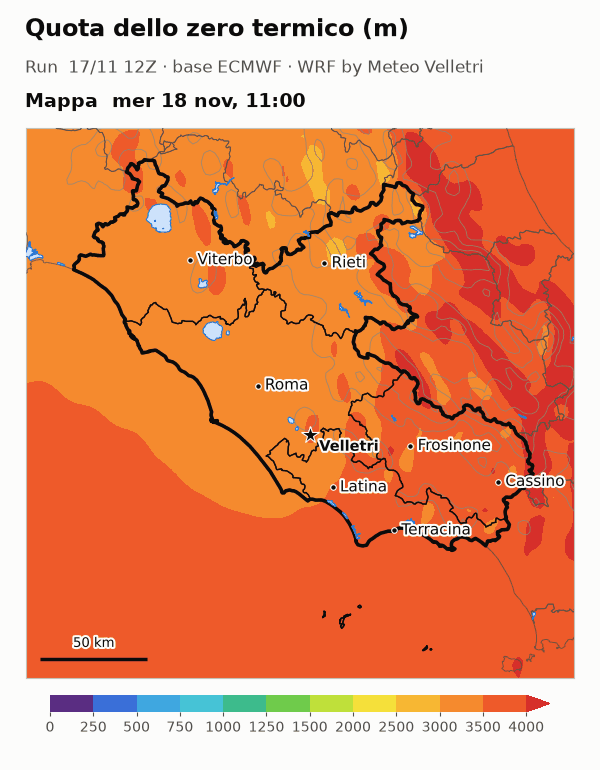 Quota dello zero termico (m)
Run  17/11 12Z · base ECMWF · WRF by Meteo Velletri
Mappa  mer 18 nov, 11:00
Viterbo
Rieti
Roma
Velletri
Frosinone
Cassino
Latina
Terracina
50 km
0 250 500 750 1000 1250 1500 2000 2500 3000 3500 4000